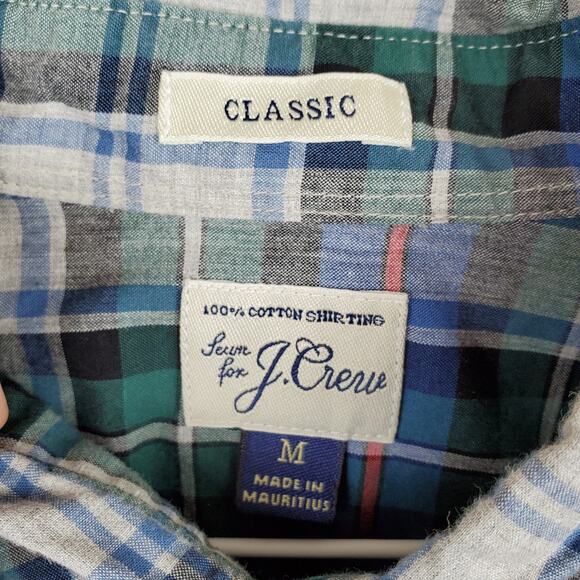 CLASSIC
100% COTTON SHIRTING
Sewn
for J.Crew
M
MADE IN
MAURITIUS